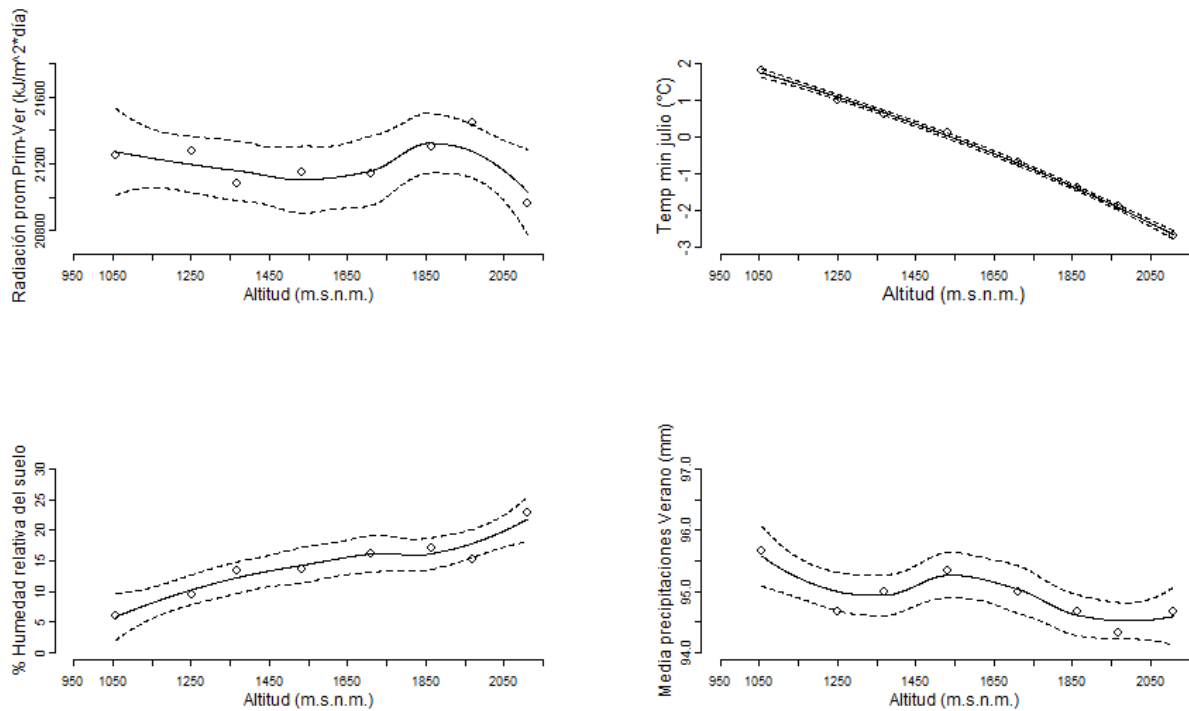 Radiación prom Prim-Ver (kJ/m^2*día)
21600
21200
20800
950 1050 1250 1450 1650 1850 2050
Altitud (m.s.n.m.)
Temp min julio (°C)
2
1
0
-1
-2
-3
950 1050 1250 1450 1650 1850 2050
Altitud (m.s.n.m.)
% Humedad relativa del suelo
30
25
20
15
10
5
0
950 1050 1250 1450 1650 1850 2050
Altitud (m.s.n.m.)
Media precipitaciones Verano (mm)
97.0
96.0
95.0
94.0
950 1050 1250 1450 1650 1850 2050
Altitud (m.s.n.m.)